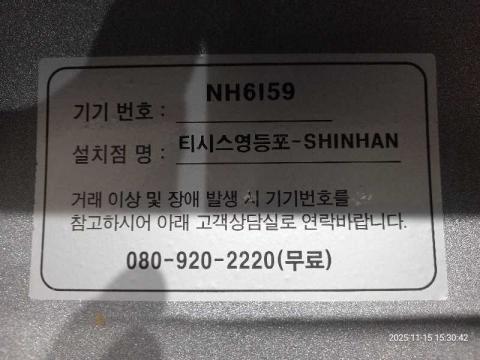 NH6I59
기기 번호 :
티시스영등포-SHINHAN
설치점 명 :
거래 이상 및 장애 발생 시 기기번호를
참고하시어 아래 고객상담실로 연락바랍니다.
080-920-2220(무료)
2025-11-15 15:30:42